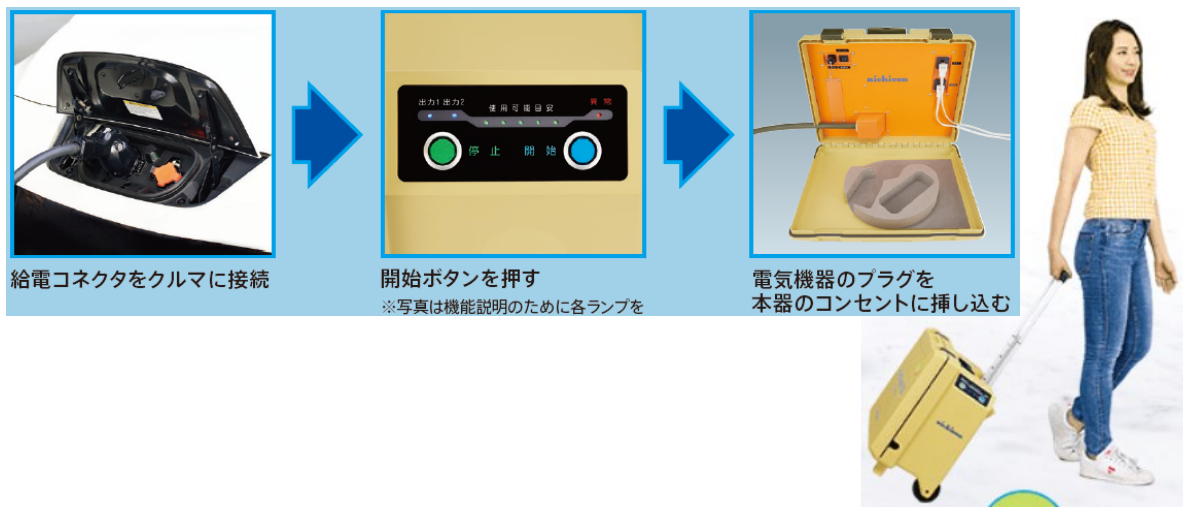 出力1 出力2
使用可能目安
異常
停止 開始
nichicon
給電コネクタをクルマに接続
開始ボタンを押す
※写真は機能説明のために各ランプを
電気機器のプラグを
本器のコンセントに挿し込む
nichicon